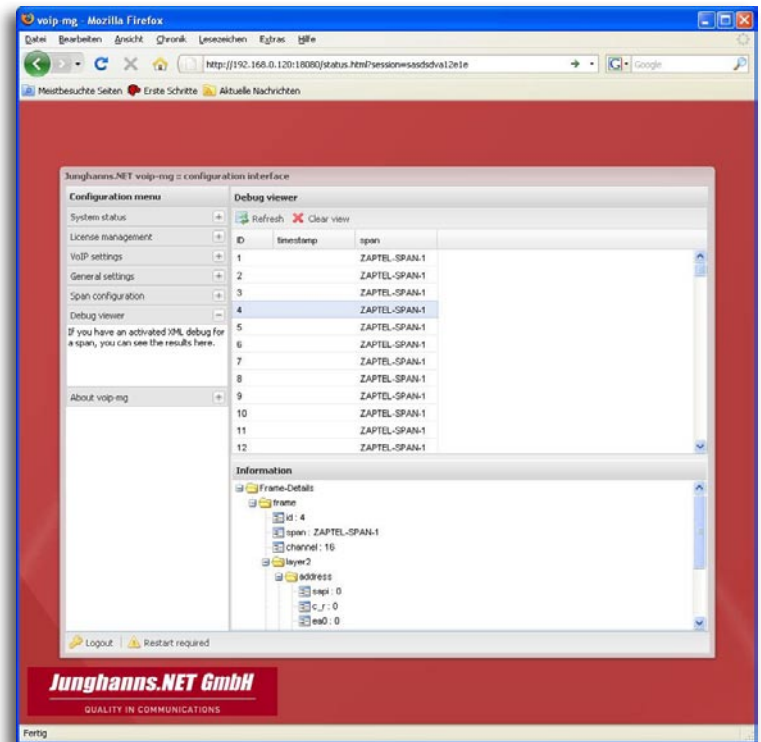 voip-mg - Mozilla Firefox
Datei Bearbeiten Ansicht Chronik Lesezeichen Extras Hilfe
http://192.168.0.120:18080/status.html?session=sasdsdva12e1e
Google
Meistbesuchte Seiten Erste Schritte Aktuelle Nachrichten
Junghanns.NET voip-mg :: configuration interface
Configuration menu
System status
License management
VoIP settings
General settings
Span configuration
Debug viewer
If you have an activated XML debug for
a span, you can see the results here.
About voip-mg
Debug viewer
Refresh Clear view
ID timestamp span
1 ZAPTEL-SPAN-1
2 ZAPTEL-SPAN-1
3 ZAPTEL-SPAN-1
4 ZAPTEL-SPAN-1
5 ZAPTEL-SPAN-1
6 ZAPTEL-SPAN-1
7 ZAPTEL-SPAN-1
8 ZAPTEL-SPAN-1
9 ZAPTEL-SPAN-1
10 ZAPTEL-SPAN-1
11 ZAPTEL-SPAN-1
12 ZAPTEL-SPAN-1
Information
Frame-Details
frame
id : 4
span : ZAPTEL-SPAN-1
channel : 16
layer2
address
sapi : 0
c_r : 0
ea0 : 0
Logout Restart required
Junghanns.NET GmbH
QUALITY IN COMMUNICATIONS
Fertig